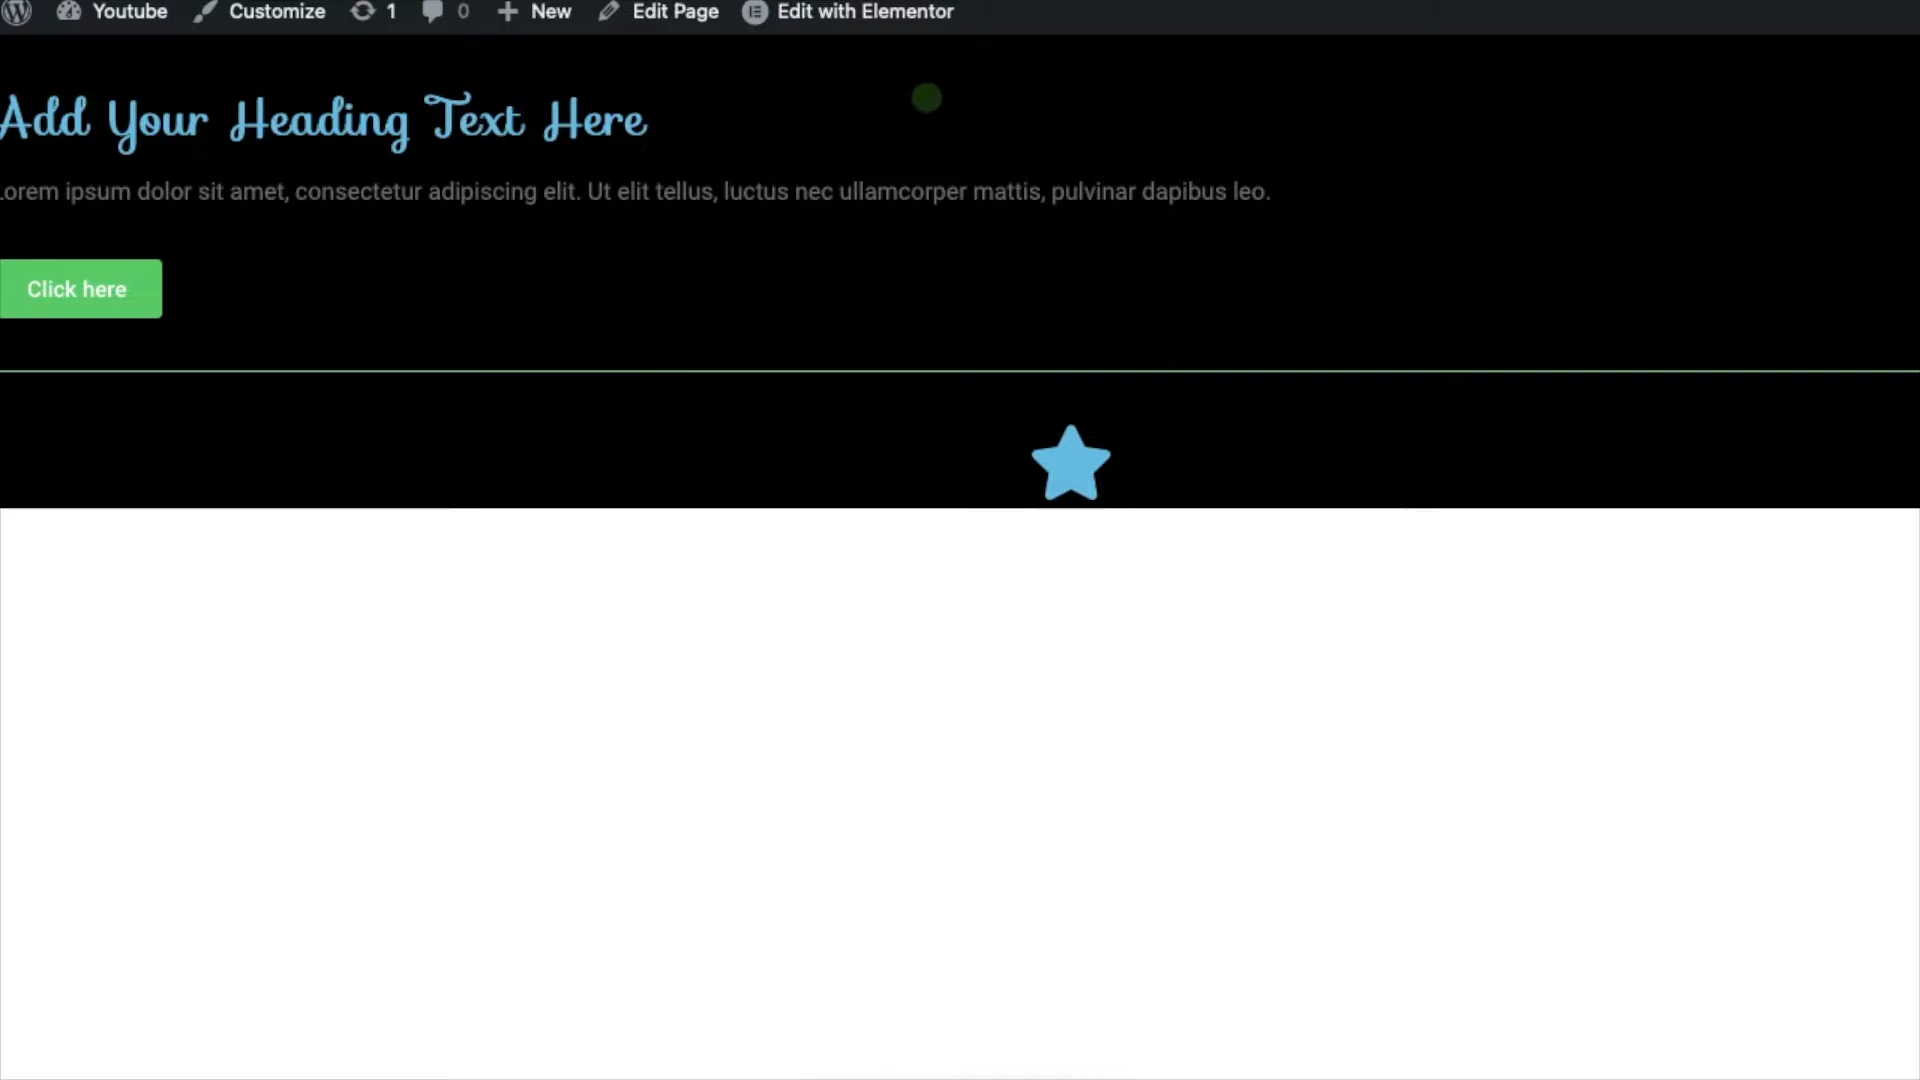 Youtube Customize 1 0 New Edit Page Edit with Elementor
Add Your Heading Text Here
Lorem ipsum dolor sit amet, consectetur adipiscing elit. Ut elit tellus, luctus nec ullamcorper mattis, pulvinar dapibus leo.
Click here